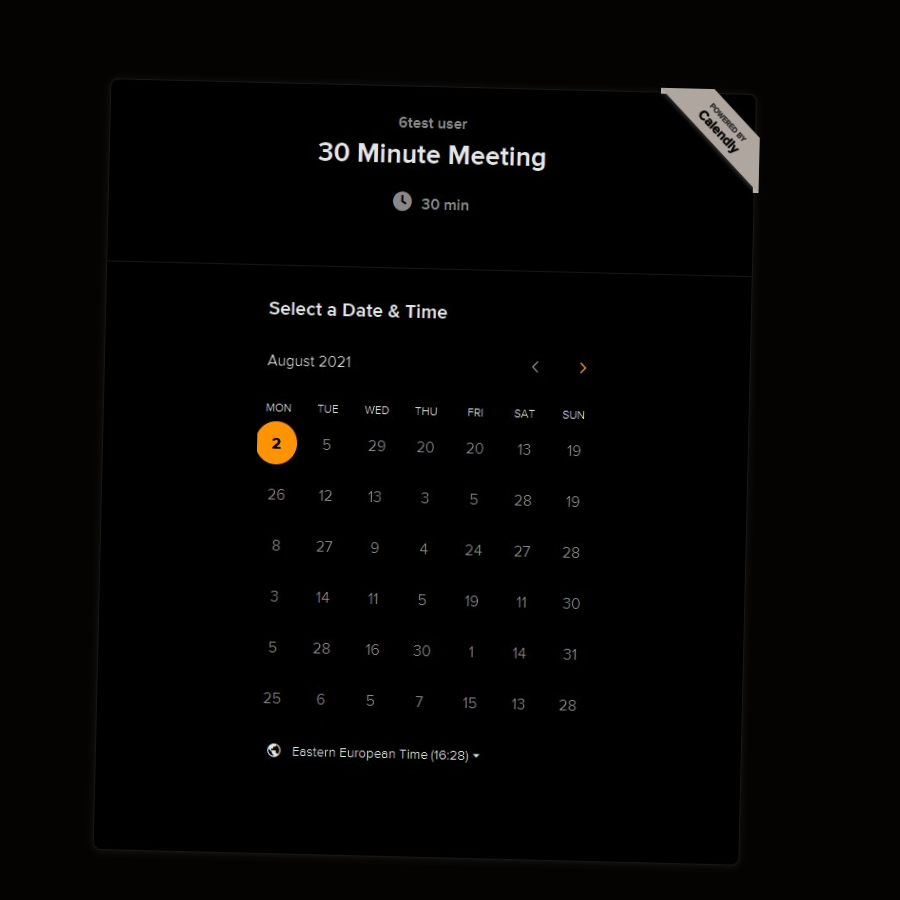 POWERED BY
Calendly
6test user
30 Minute Meeting
30 min
Select a Date & Time
August 2021
MON TUE WED THU FRI SAT SUN
2 5 29 20 20 13 19
26 12 13 3 5 28 19
8 27 9 4 24 27 28
3 14 11 5 19 11 30
5 28 16 30 1 14 31
25 6 5 7 15 13 28
Eastern European Time (16:28)